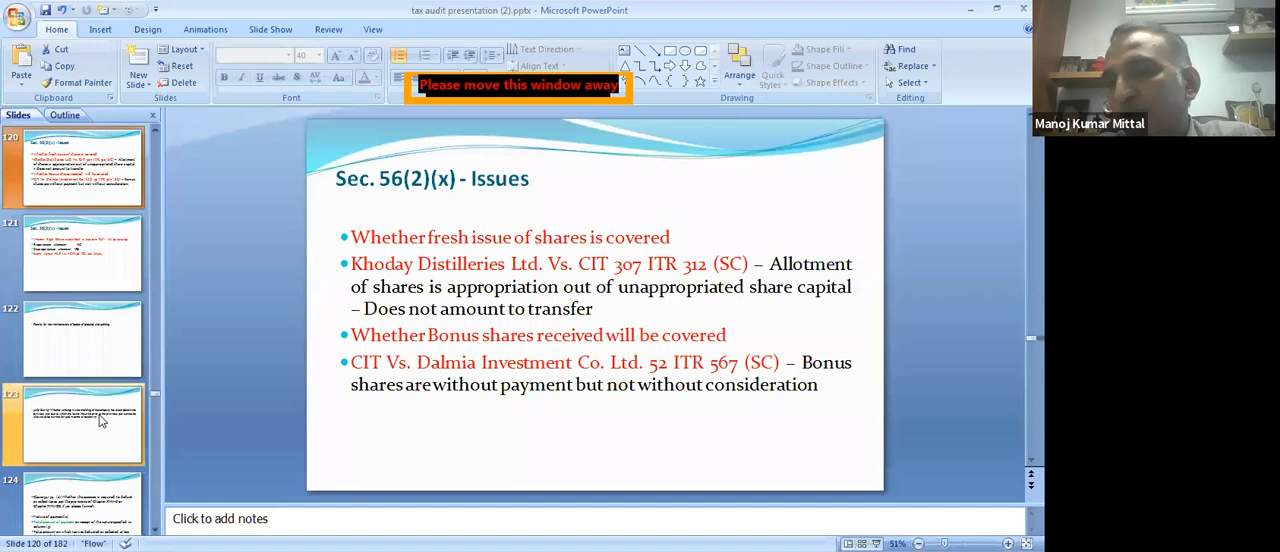 tax audit presentation (2).pptx - Microsoft PowerPoint
Home Insert Design Animations Slide Show Review View
Cut
Copy
Format Painter
Paste
Clipboard
New
Slide
Layout
Reset
Delete
Slides
40
Font
Text Direction
Align Text
Please move this window away
Arrange
Quick
Styles
Shape Fill
Shape Outline
Shape Effects
Drawing
Find
Replace
Select
Editing
Manoj Kumar Mittal
Slides Outline
120
Sec. 56(2)(x) - Issues
121
122
123
124
Sec. 56(2)(x) - Issues
Whether fresh issue of shares is covered
Khoday Distilleries Ltd. Vs. CIT 307 ITR 312 (SC) – Allotment
of shares is appropriation out of unappropriated share capital
– Does not amount to transfer
Whether Bonus shares received will be covered
CIT Vs. Dalmia Investment Co. Ltd. 52 ITR 567 (SC) – Bonus
shares are without payment but not without consideration
Click to add notes
Slide 120 of 182 "Flow" 51%